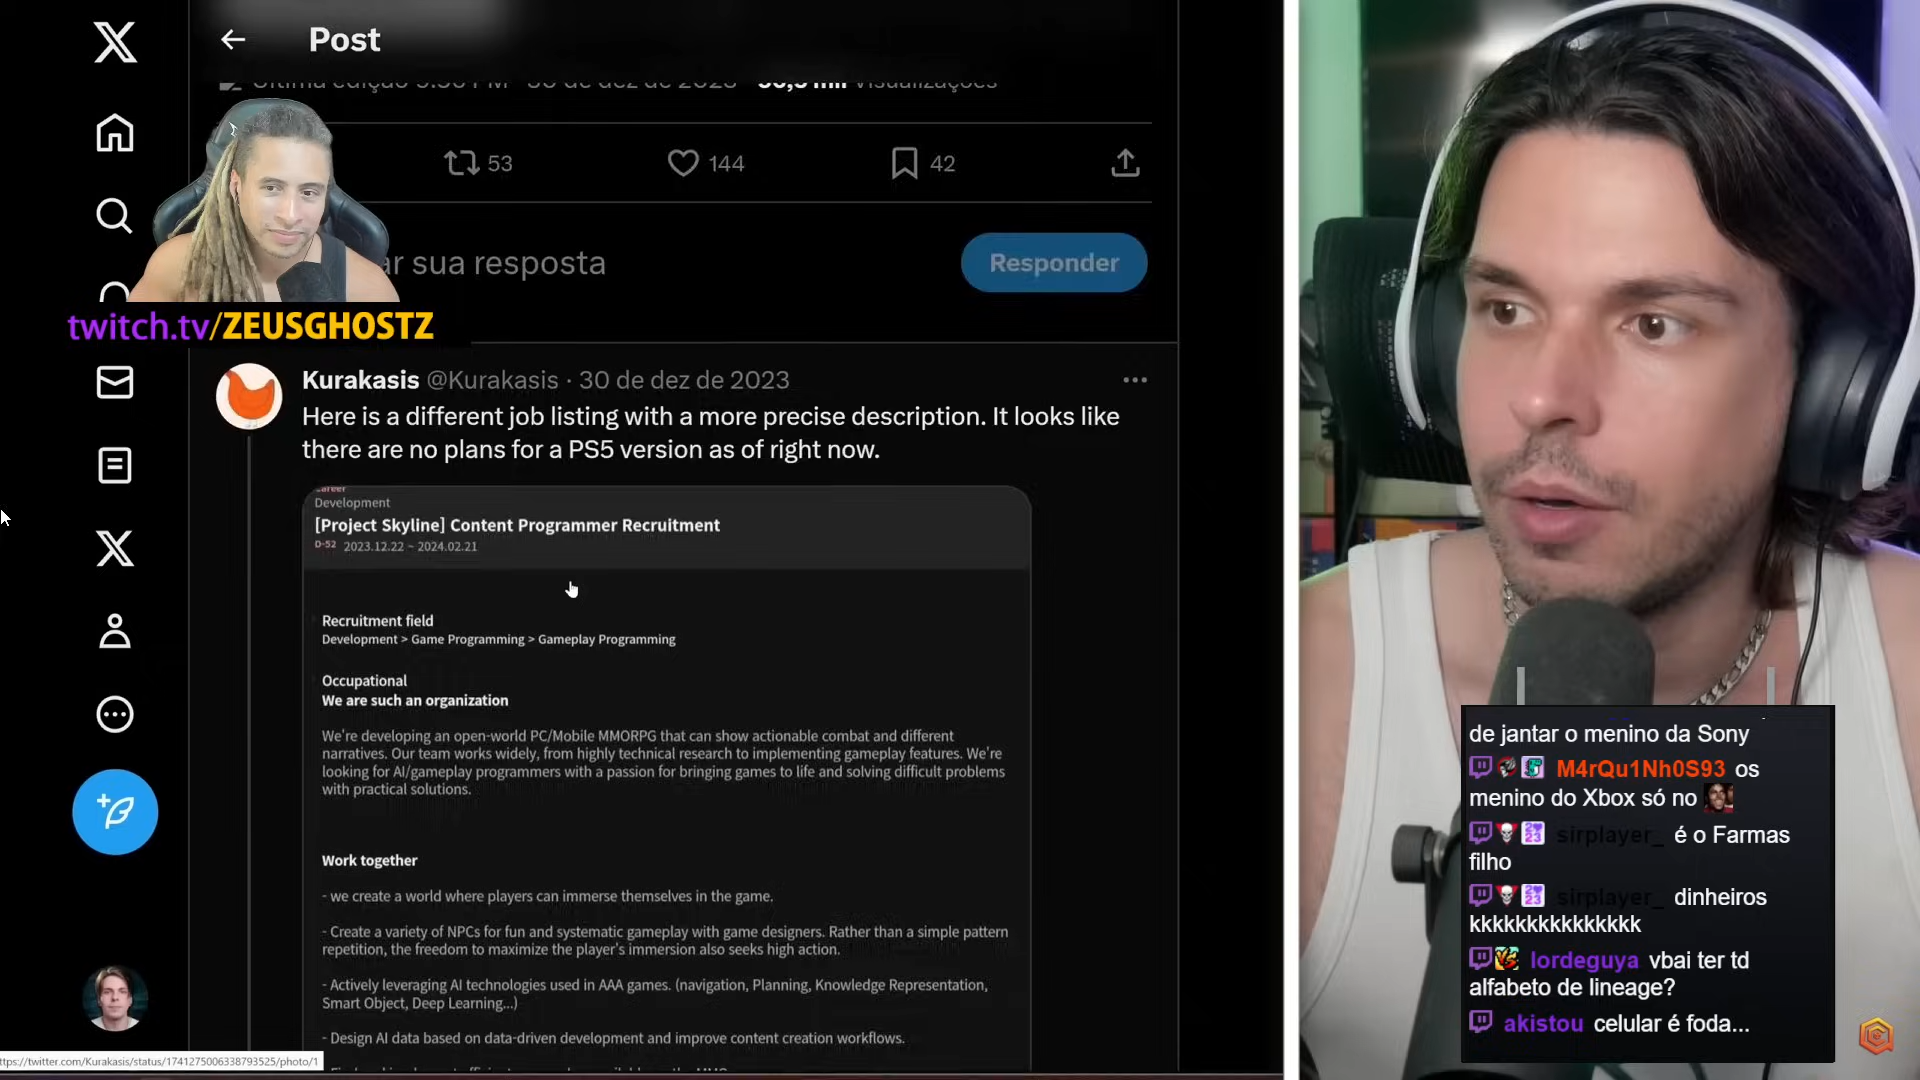 Post
Última edição 5:30 PM · 30 de dez de 2023 · visualizações
53
144
42
ar sua resposta
Responder
twitch.tv/ZEUSGHOSTZ
Kurakasis @Kurakasis · 30 de dez de 2023
Here is a different job listing with a more precise description. It looks like
there are no plans for a PS5 version as of right now.
Career
Development
[Project Skyline] Content Programmer Recruitment
D-52 2023.12.22 ~ 2024.02.21
Recruitment field
Development > Game Programming > Gameplay Programming
Occupational
We are such an organization
We're developing an open-world PC/Mobile MMORPG that can show actionable combat and different
narratives. Our team works widely, from highly technical research to implementing gameplay features. We're
looking for AI/gameplay programmers with a passion for bringing games to life and solving difficult problems
with practical solutions.
Work together
- we create a world where players can immerse themselves in the game.
- Create a variety of NPCs for fun and systematic gameplay with game designers. Rather than a simple pattern
repetition, the freedom to maximize the player's immersion also seeks high action.
- Actively leveraging AI technologies used in AAA games. (navigation, Planning, Knowledge Representation,
Smart Object, Deep Learning...)
- Design AI data based on data-driven development and improve content creation workflows.
https://twitter.com/Kurakasis/status/1741275006338793525/photo/1
de jantar o menino da Sony
M4rQu1Nh0S93 os
menino do Xbox só no
sirplayer_ é o Farmas
filho
sirplayer_ dinheiros
kkkkkkkkkkkkkkk
lordeguya vbai ter td
alfabeto de lineage?
akistou celular é foda...